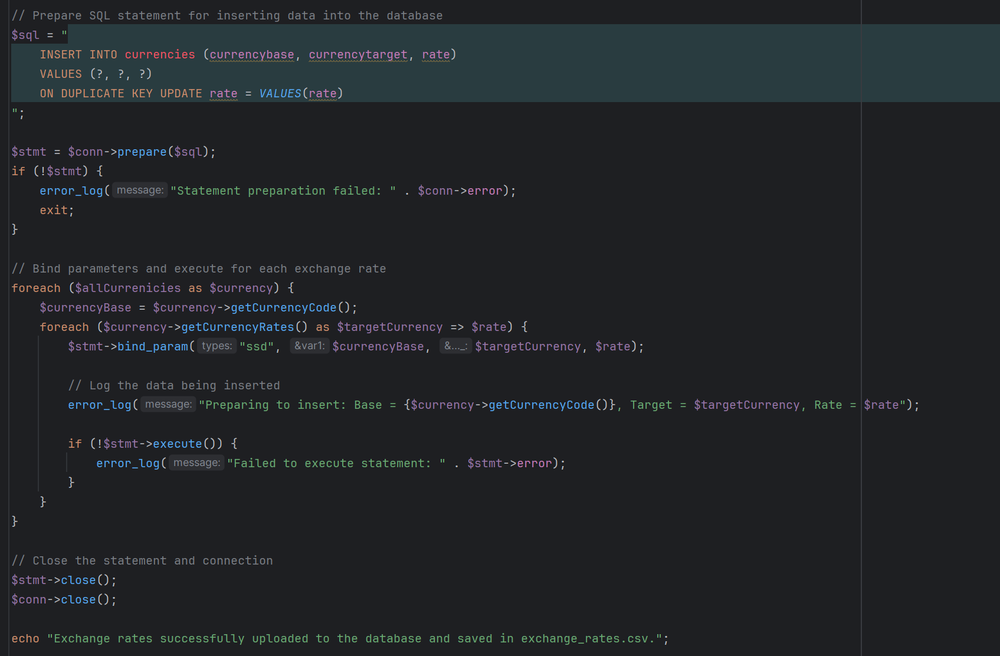 // Prepare SQL statement for inserting data into the database
$sql = "
    INSERT INTO currencies (currencybase, currencytarget, rate)
    VALUES (?, ?, ?)
    ON DUPLICATE KEY UPDATE rate = VALUES(rate)
";

$stmt = $conn->prepare($sql);
if (!$stmt) {
    error_log( message: "Statement preparation failed: " . $conn->error);
    exit;
}

// Bind parameters and execute for each exchange rate
foreach ($allCurrenicies as $currency) {
    $currencyBase = $currency->getCurrencyCode();
    foreach ($currency->getCurrencyRates() as $targetCurrency => $rate) {
        $stmt->bind_param( types: "ssd", &var1: $currencyBase, &..._: $targetCurrency, $rate);

        // Log the data being inserted
        error_log( message: "Preparing to insert: Base = {$currency->getCurrencyCode()}, Target = $targetCurrency, Rate = $rate");

        if (!$stmt->execute()) {
            error_log( message: "Failed to execute statement: " . $stmt->error);
        }
    }
}

// Close the statement and connection
$stmt->close();
$conn->close();

echo "Exchange rates successfully uploaded to the database and saved in exchange_rates.csv.";